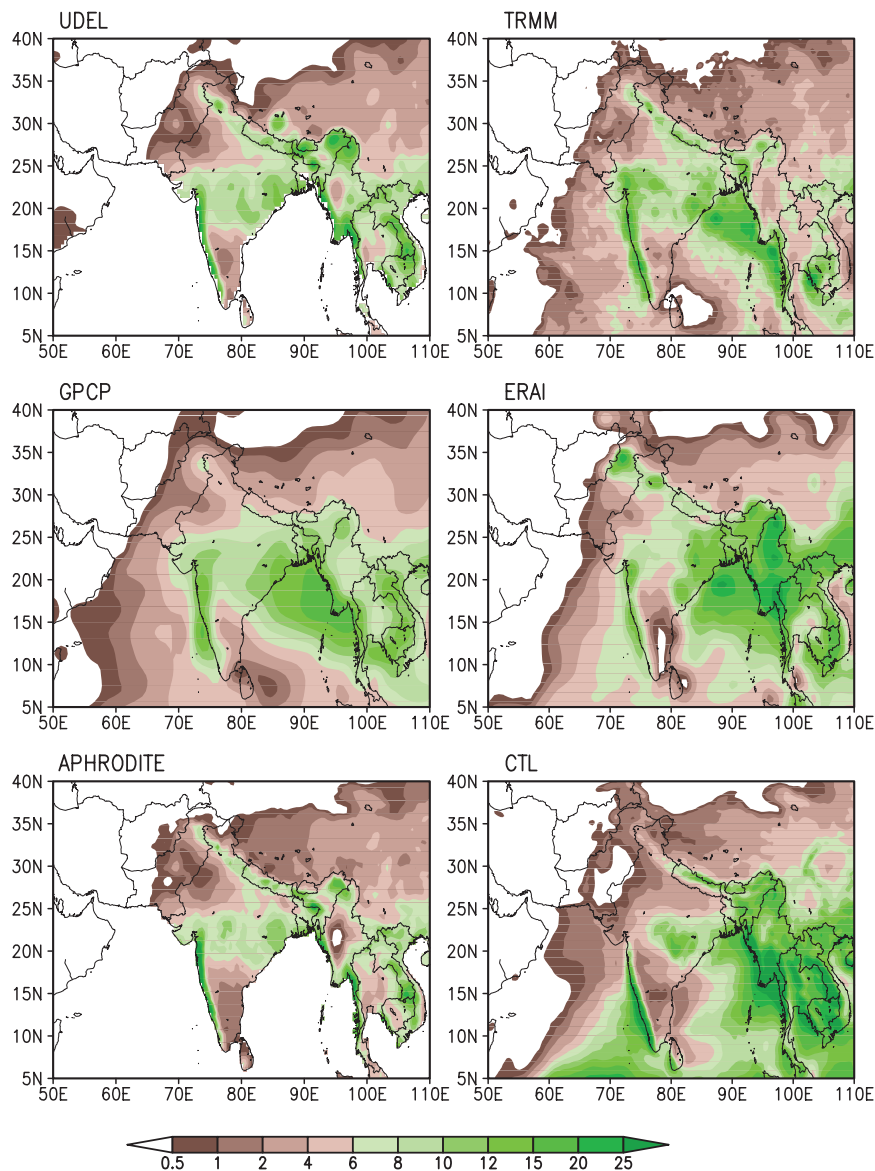 UDEL TRMM
40N 40N
35N 35N
30N 30N
25N 25N
20N 20N
15N 15N
10N 10N
5N 5N
50E 60E 70E 80E 90E 100E 110E 50E 60E 70E 80E 90E 100E 110E
GPCP ERAI
40N 40N
35N 35N
30N 30N
25N 25N
20N 20N
15N 15N
10N 10N
5N 5N
50E 60E 70E 80E 90E 100E 110E 50E 60E 70E 80E 90E 100E 110E
APHRODITE CTL
40N 40N
35N 35N
30N 30N
25N 25N
20N 20N
15N 15N
10N 10N
5N 5N
50E 60E 70E 80E 90E 100E 110E 50E 60E 70E 80E 90E 100E 110E
0.5 1 2 4 6 8 10 12 15 20 25